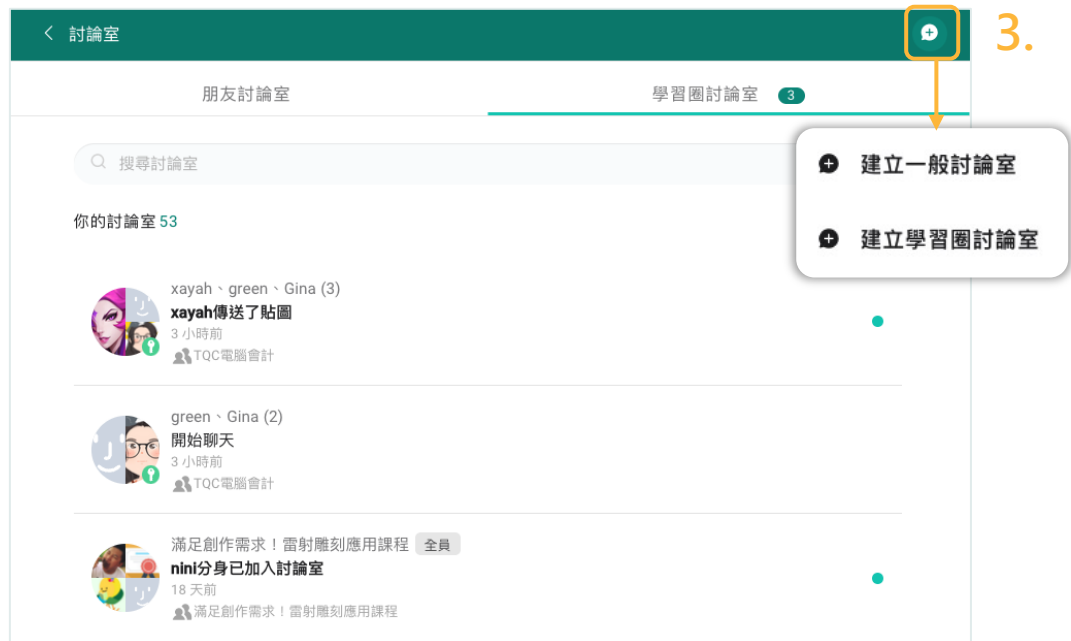 討論室
3.
朋友討論室
學習圈討論室 3
搜尋討論室
建立一般討論室
建立學習圈討論室
你的討論室 53
xayah、green、Gina (3)
xayah傳送了貼圖
3 小時前
TQC電腦會計
green、Gina (2)
開始聊天
3 小時前
TQC電腦會計
滿足創作需求！雷射雕刻應用課程 全員
nini分身已加入討論室
18 天前
滿足創作需求！雷射雕刻應用課程